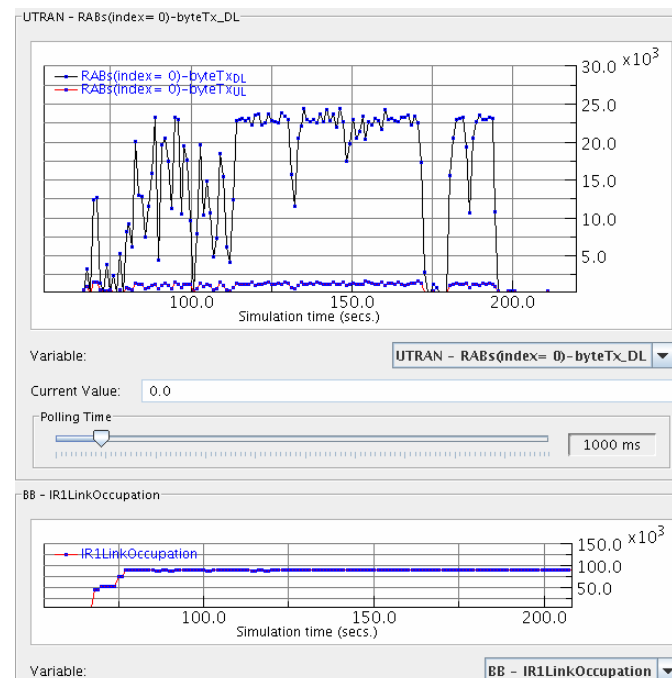 UTRAN - RABs(index= 0)-byteTx_DL
RABs(index= 0)-byteTxDL
RABs(index= 0)-byteTxUL
30.0 x10³
25.0
20.0
15.0
10.0
5.0
100.0 150.0 200.0
Simulation time (secs.)
Variable: UTRAN - RABs(index= 0)-byteTx_DL
Current Value: 0.0
Polling Time
1000 ms
BB - IR1LinkOccupation
IR1LinkOccupation
150.0 x10³
100.0
50.0
100.0 150.0 200.0
Simulation time (secs.)
Variable: BB - IR1LinkOccupation